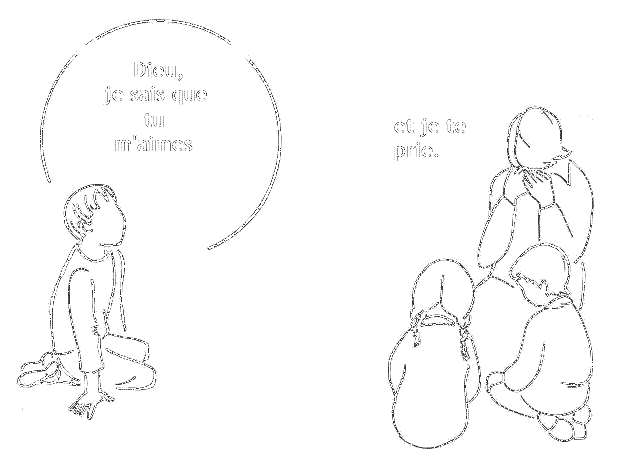 Dieu,
je sais que
tu
m'aimes
et je te
prie.